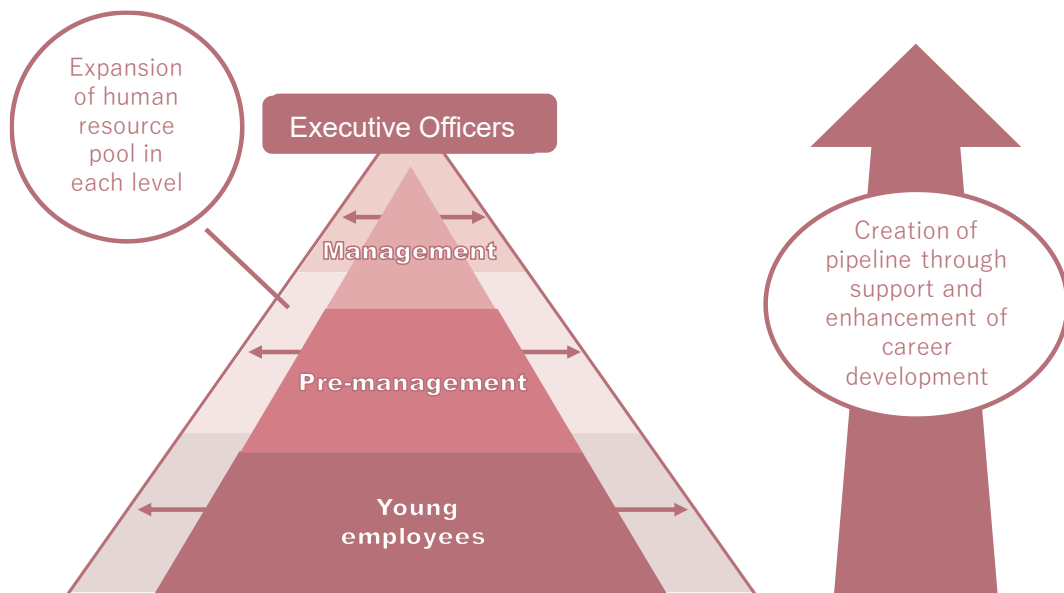 Expansion
of human
resource
pool in
each level
Executive Officers
Management
Pre-management
Young
employees
Creation of
pipeline through
support and
enhancement of
career
development